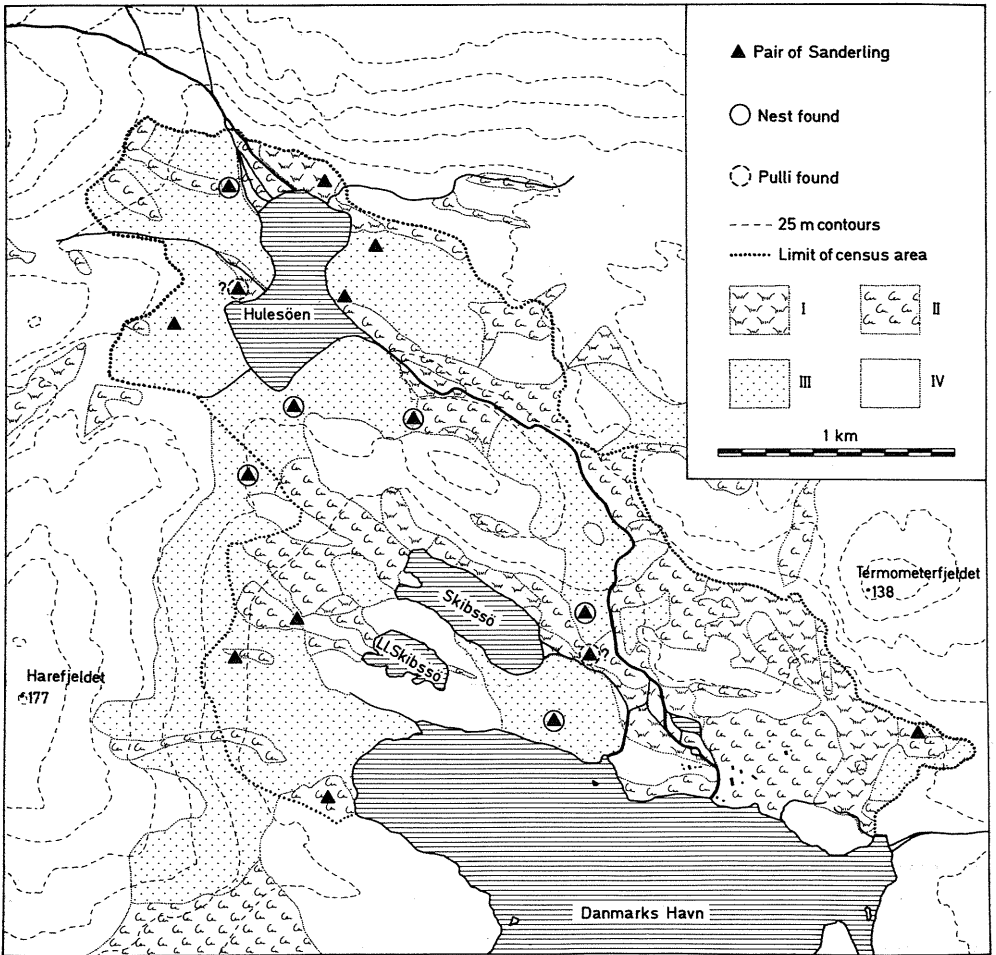 Pair of Sanderling
Nest found
Pulli found
25 m contours
Limit of census area
I
II
III
IV
1 km
?
Hulesöen
Termometerfjeldet
138
Skibssö
Ll.Skibssö
?
Harefjeldet
177
Danmarks Havn